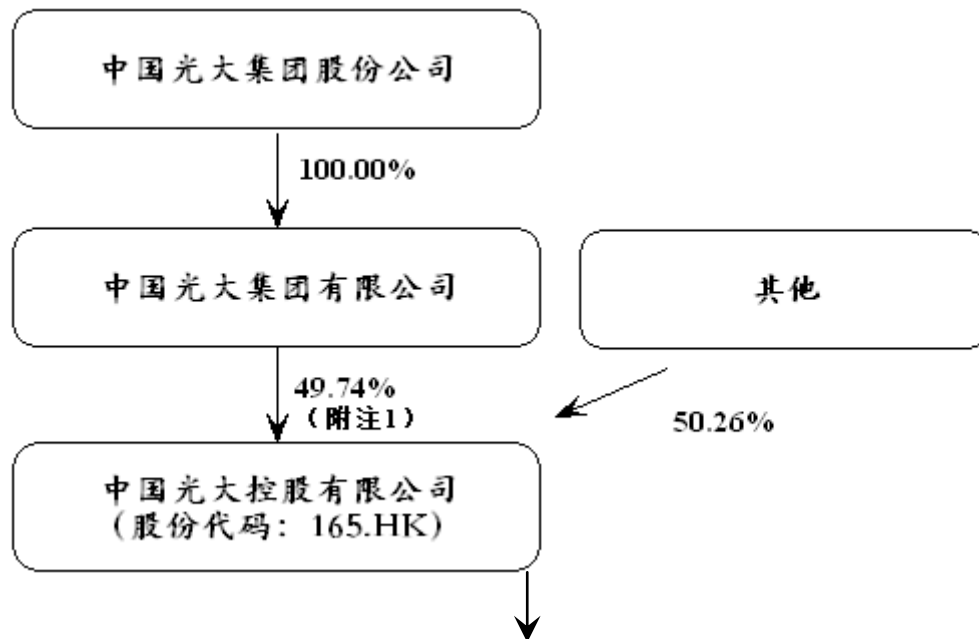 中国光大集团股份公司
100.00%
中国光大集团有限公司
其他
49.74%
（附注1）
50.26%
中国光大控股有限公司
（股份代码：165.HK）